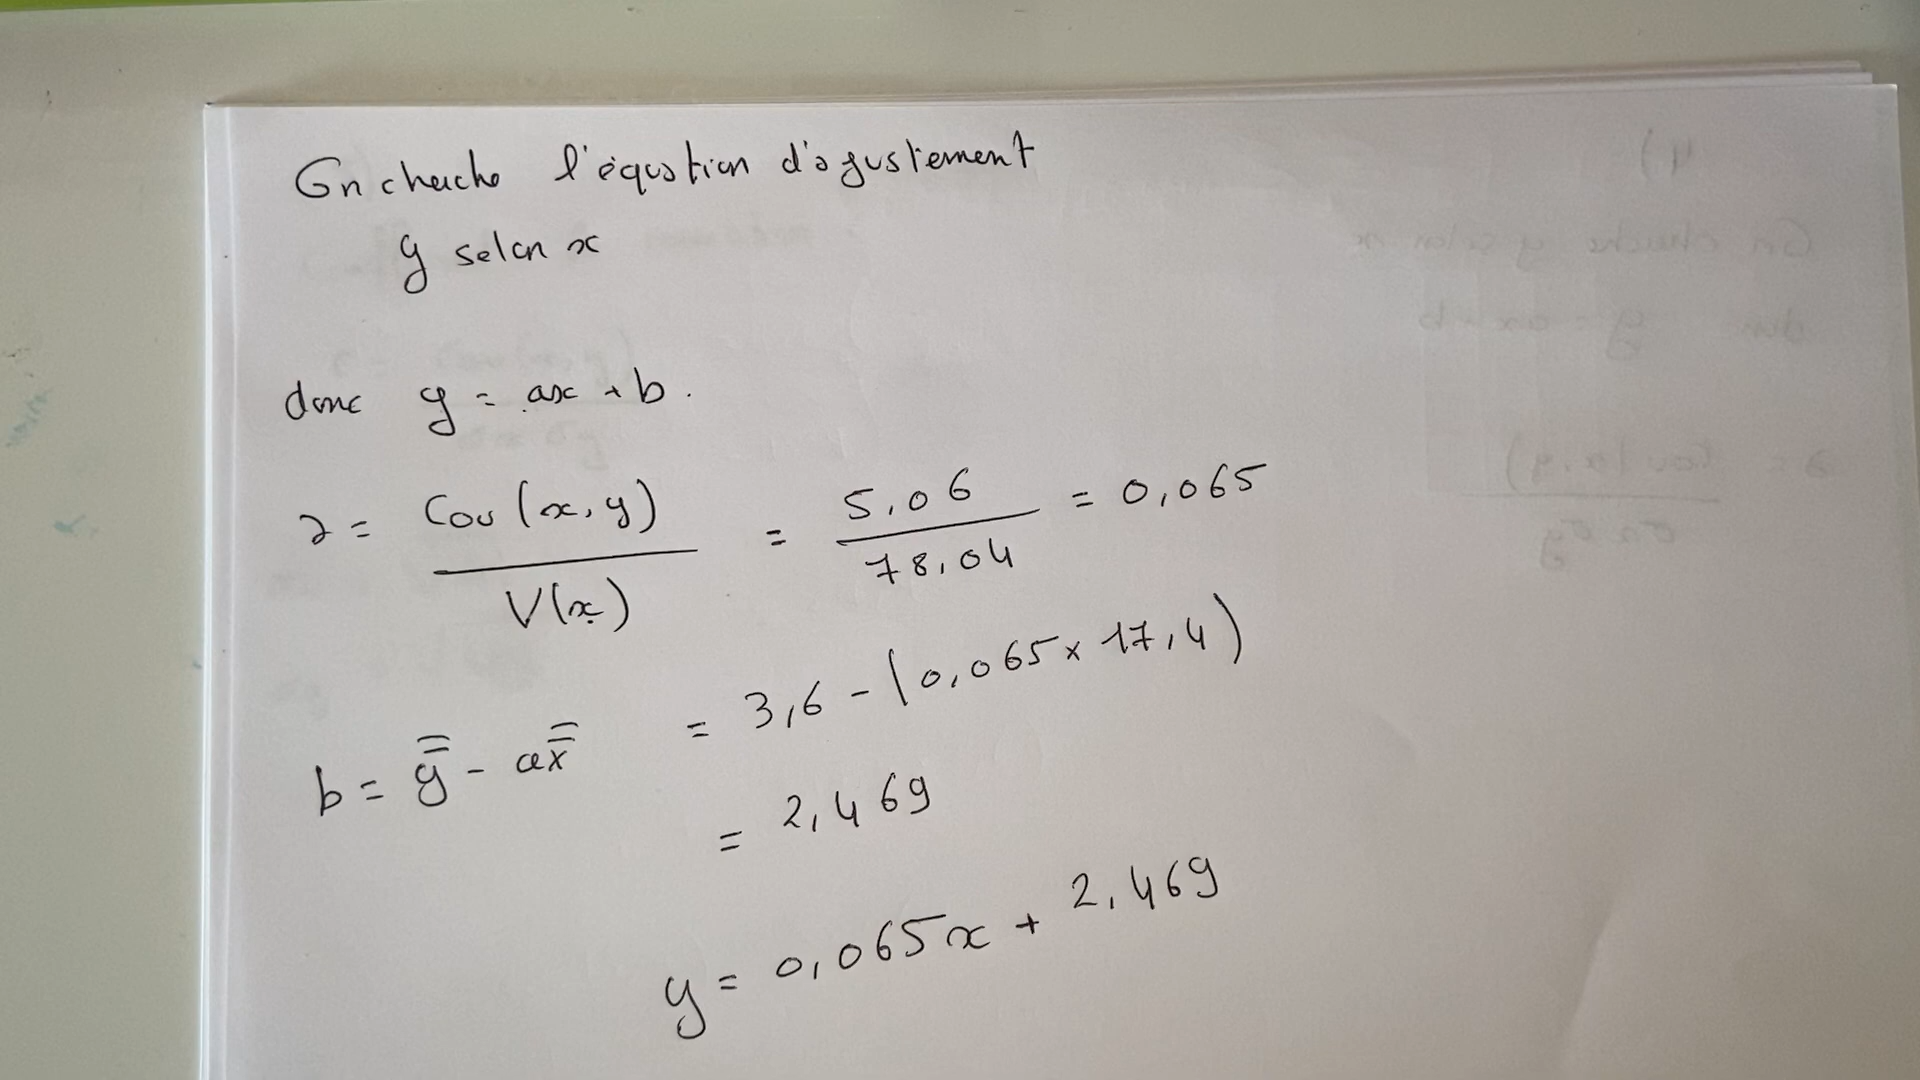 On cherche l'équation d'ajustement
y selon x
donc y = ax + b.
a = Cov(x,y) / V(x) = 5,06 / 78,04 = 0,065
b = y̿ - ax̿ = 3,6 - (0,065 x 17,4)
= 2,469
y = 0,065x + 2,469